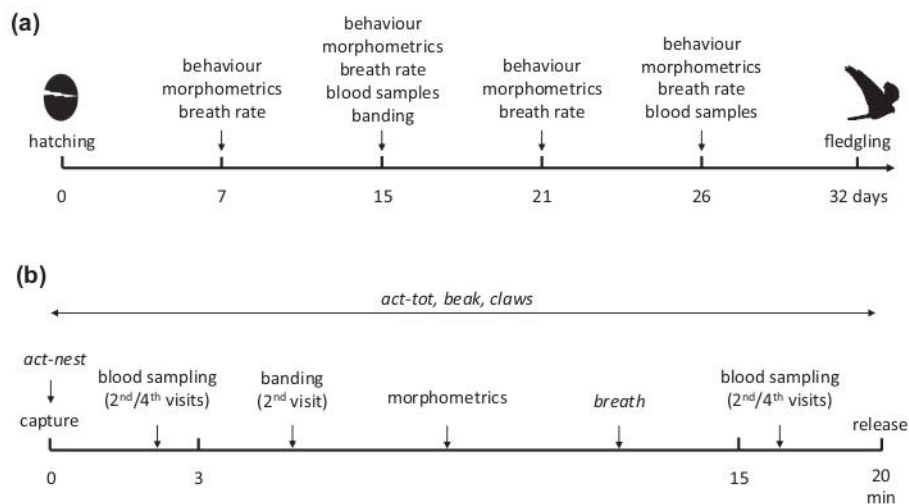 (a)
behaviour
morphometrics
breath rate
behaviour
morphometrics
breath rate
blood samples
banding
behaviour
morphometrics
breath rate
behaviour
morphometrics
breath rate
blood samples
hatching
fledgling
0 7 15 21 26 32 days
(b)
act-tot, beak, claws
act-nest
capture
blood sampling
(2nd/4th visits)
banding
(2nd visit)
morphometrics
breath
blood sampling
(2nd/4th visits)
release
0 3 15 20
min